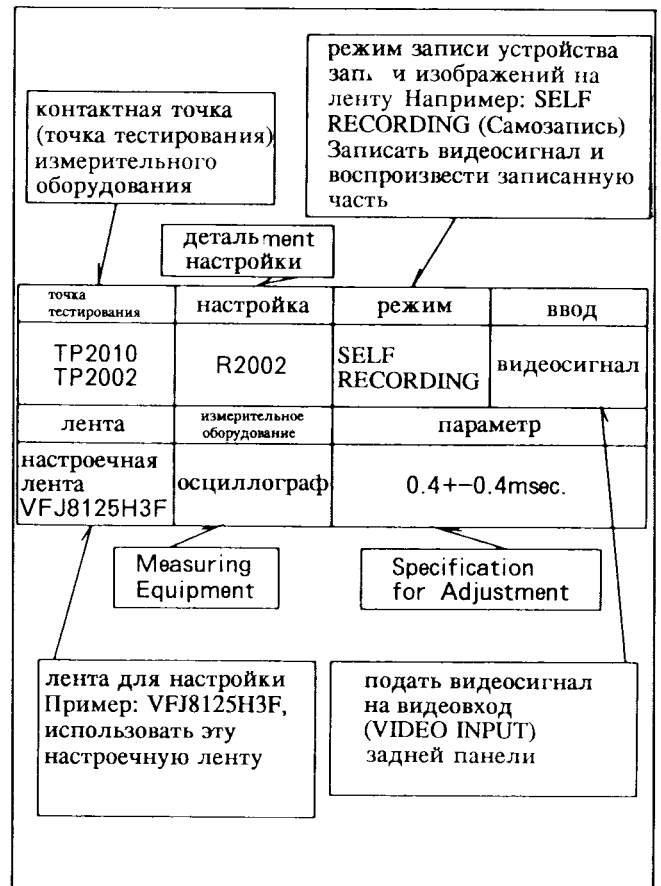 режим записи устройства
и изображений на
ленту Например: SELF
RECORDING (Самозапись)
Записать видеосигнал и
воспроизвести записанную
часть
контактная точка
(точка тестирования)
измерительного
оборудования
деталь ment
настройки
точка
тестирования
настройка
режим
ввод
TP2010
TP2002
R2002
SELF
RECORDING
видеосигнал
лента
измерительное
оборудование
параметр
настроечная
лента
VFJ8125H3F
осциллограф
0.4+-0.4msec.
Measuring
Equipment
Specification
for Adjustment
лента для настройки
Пример: VFJ8125H3F,
использовать эту
настроечную ленту
подать видеосигнал
на видеовход
(VIDEO INPUT)
задней панели